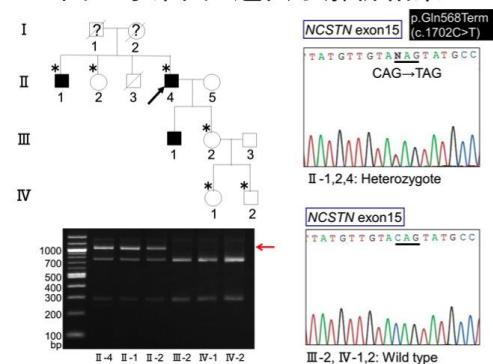 I
?
?
1
2
II
*
*
*
1
2
3
4
5
III
*
1
2
3
IV
*
*
1
2
1000
700
500
400
300
200
100
bp
II-4
II-1
II-2
III-2
IV-1
IV-2
NCSTN exon15
p.Gln568Term
(c.1702C>T)
TATGTTGTANAGTATGCC
CAG→TAG
II-1,2,4: Heterozygote
NCSTN exon15
TATGTTGTACAGTATGCC
III-2, IV-1,2: Wild type